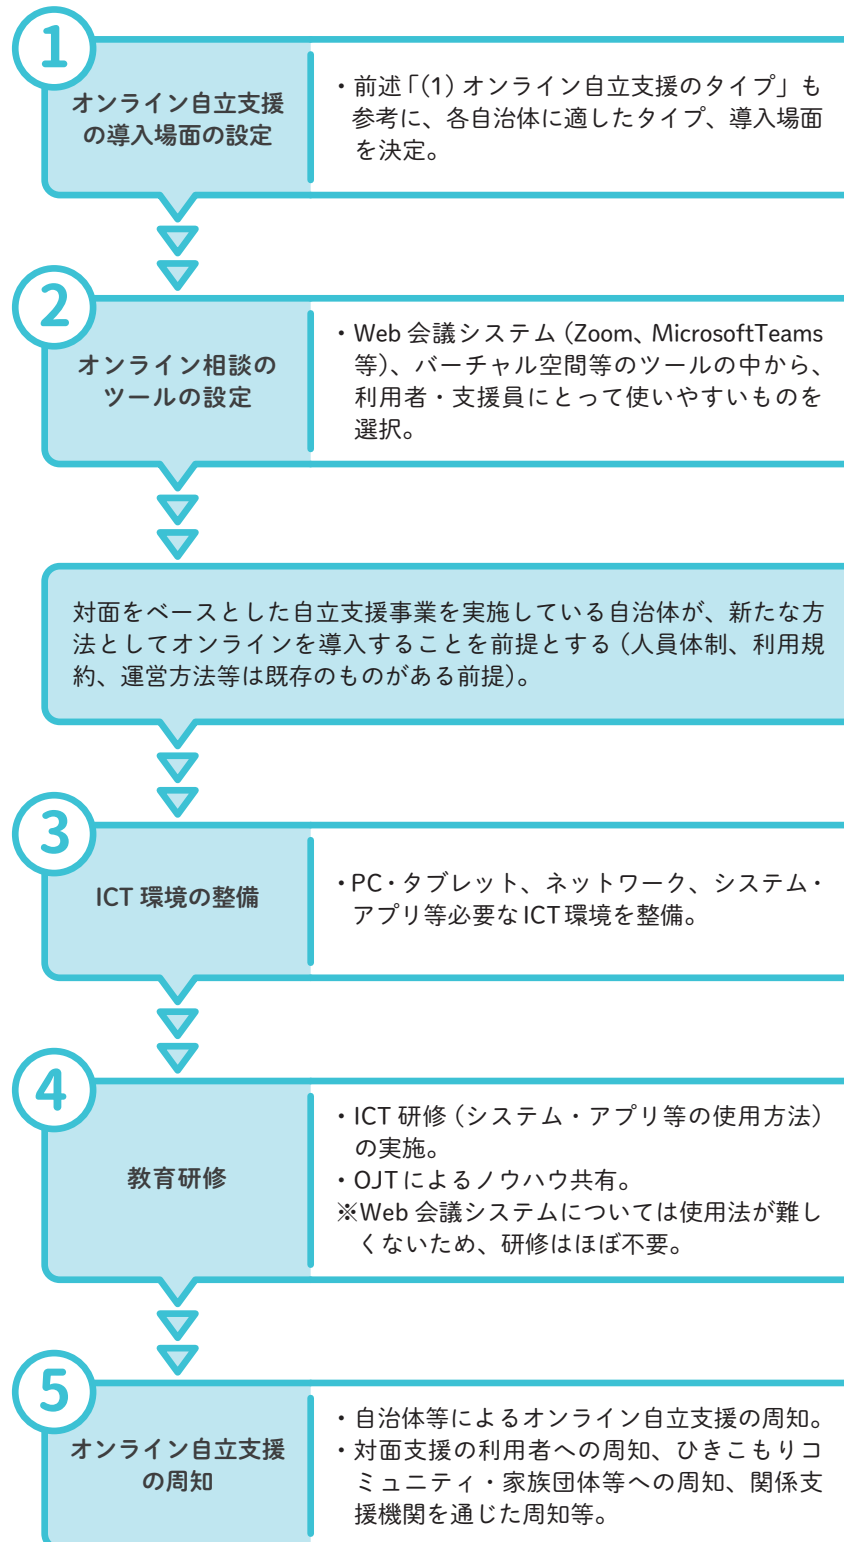 1
オンライン自立支援
の導入場面の設定
・前述「(1) オンライン自立支援のタイプ」も
参考に、各自治体に適したタイプ、導入場面
を決定。
2
オンライン相談の
ツールの設定
・Web 会議システム（Zoom、MicrosoftTeams
等）、バーチャル空間等のツールの中から、
利用者・支援員にとって使いやすいものを
選択。
対面をベースとした自立支援事業を実施している自治体が、新たな方
法としてオンラインを導入することを前提とする（人員体制、利用規
約、運営方法等は既存のものがある前提）。
3
ICT 環境の整備
・PC・タブレット、ネットワーク、システム・
アプリ等必要なICT環境を整備。
4
教育研修
・ICT 研修（システム・アプリ等の使用方法）
の実施。
・OJTによるノウハウ共有。
※Web 会議システムについては使用法が難し
くないため、研修はほぼ不要。
5
オンライン自立支援
の周知
・自治体等によるオンライン自立支援の周知。
・対面支援の利用者への周知、ひきこもりコ
ミュニティ・家族団体等への周知、関係支
援機関を通じた周知等。